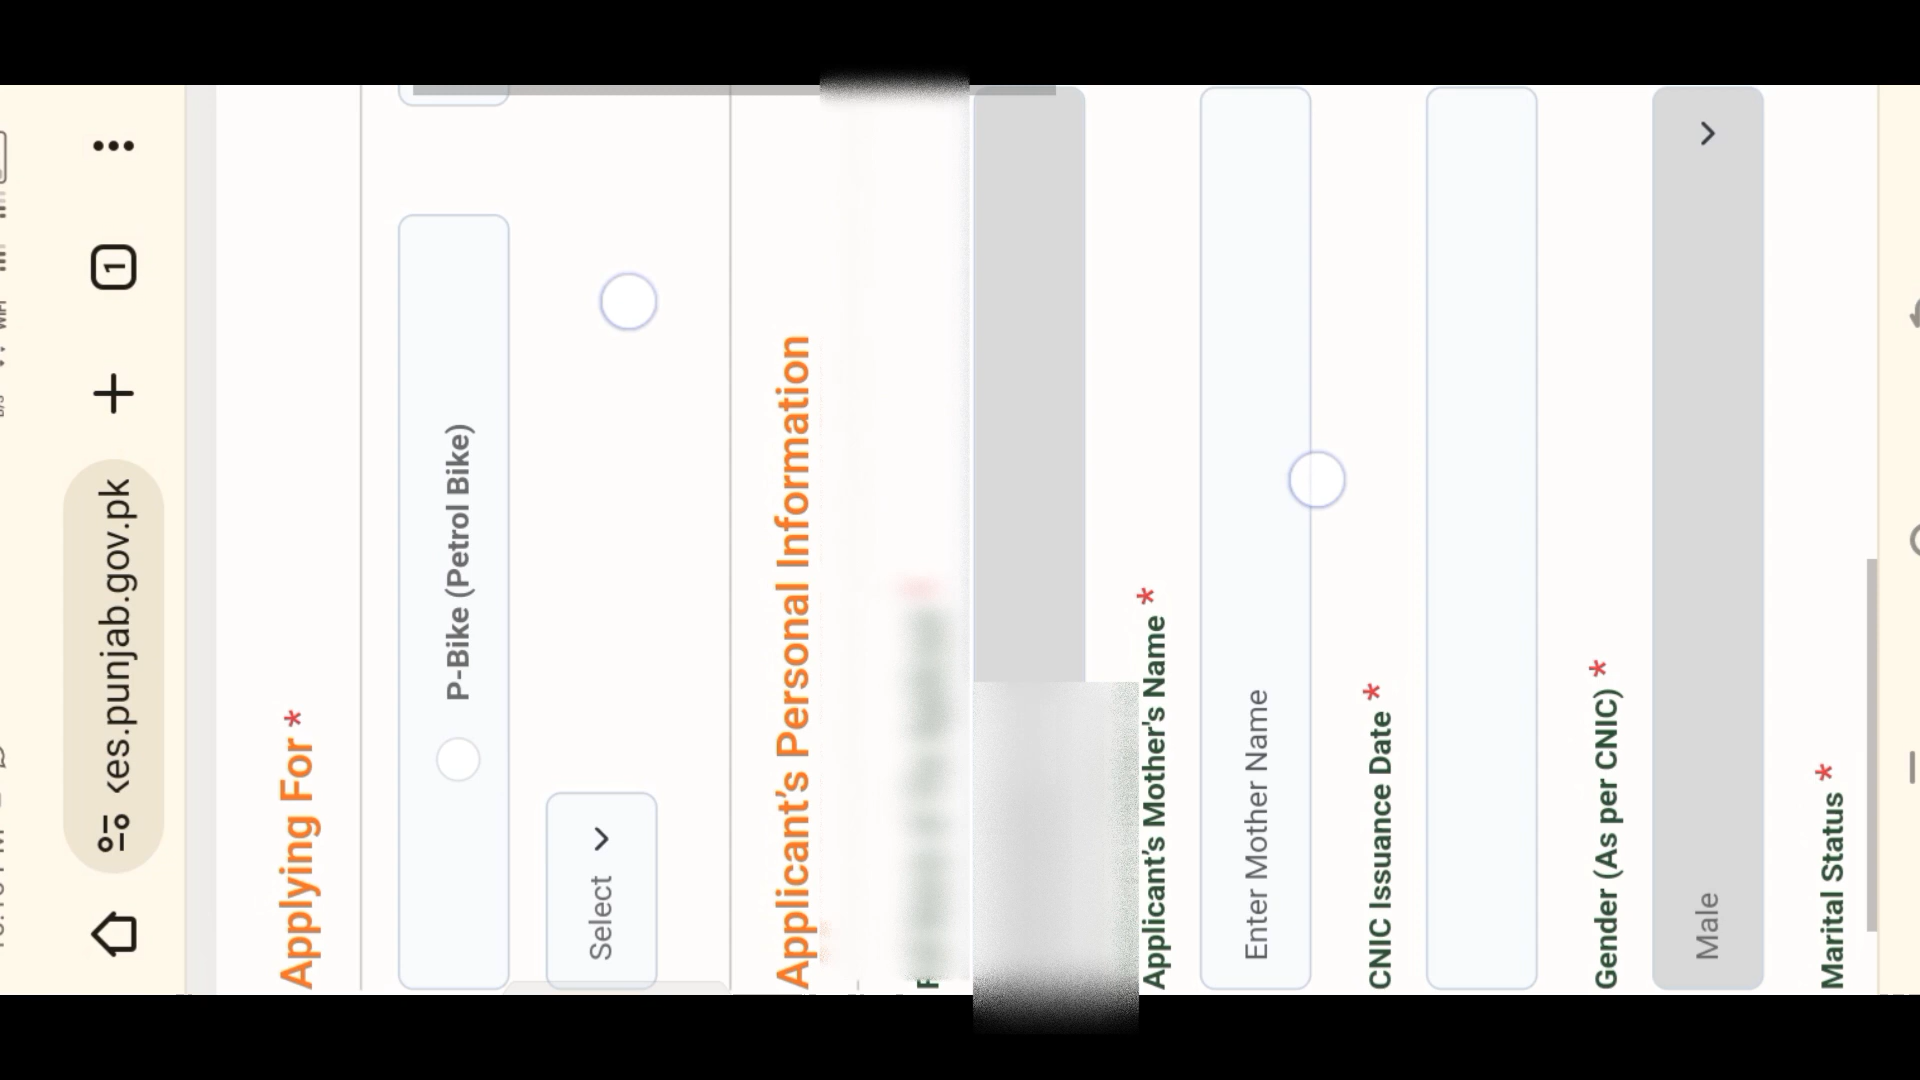 1
es.punjab.gov.pk
Applying For *
P-Bike (Petrol Bike)
Select
Applicant's Personal Information
Applicant's Mother's Name *
Enter Mother Name
CNIC Issuance Date *
Gender (As per CNIC) *
Male
Marital Status *